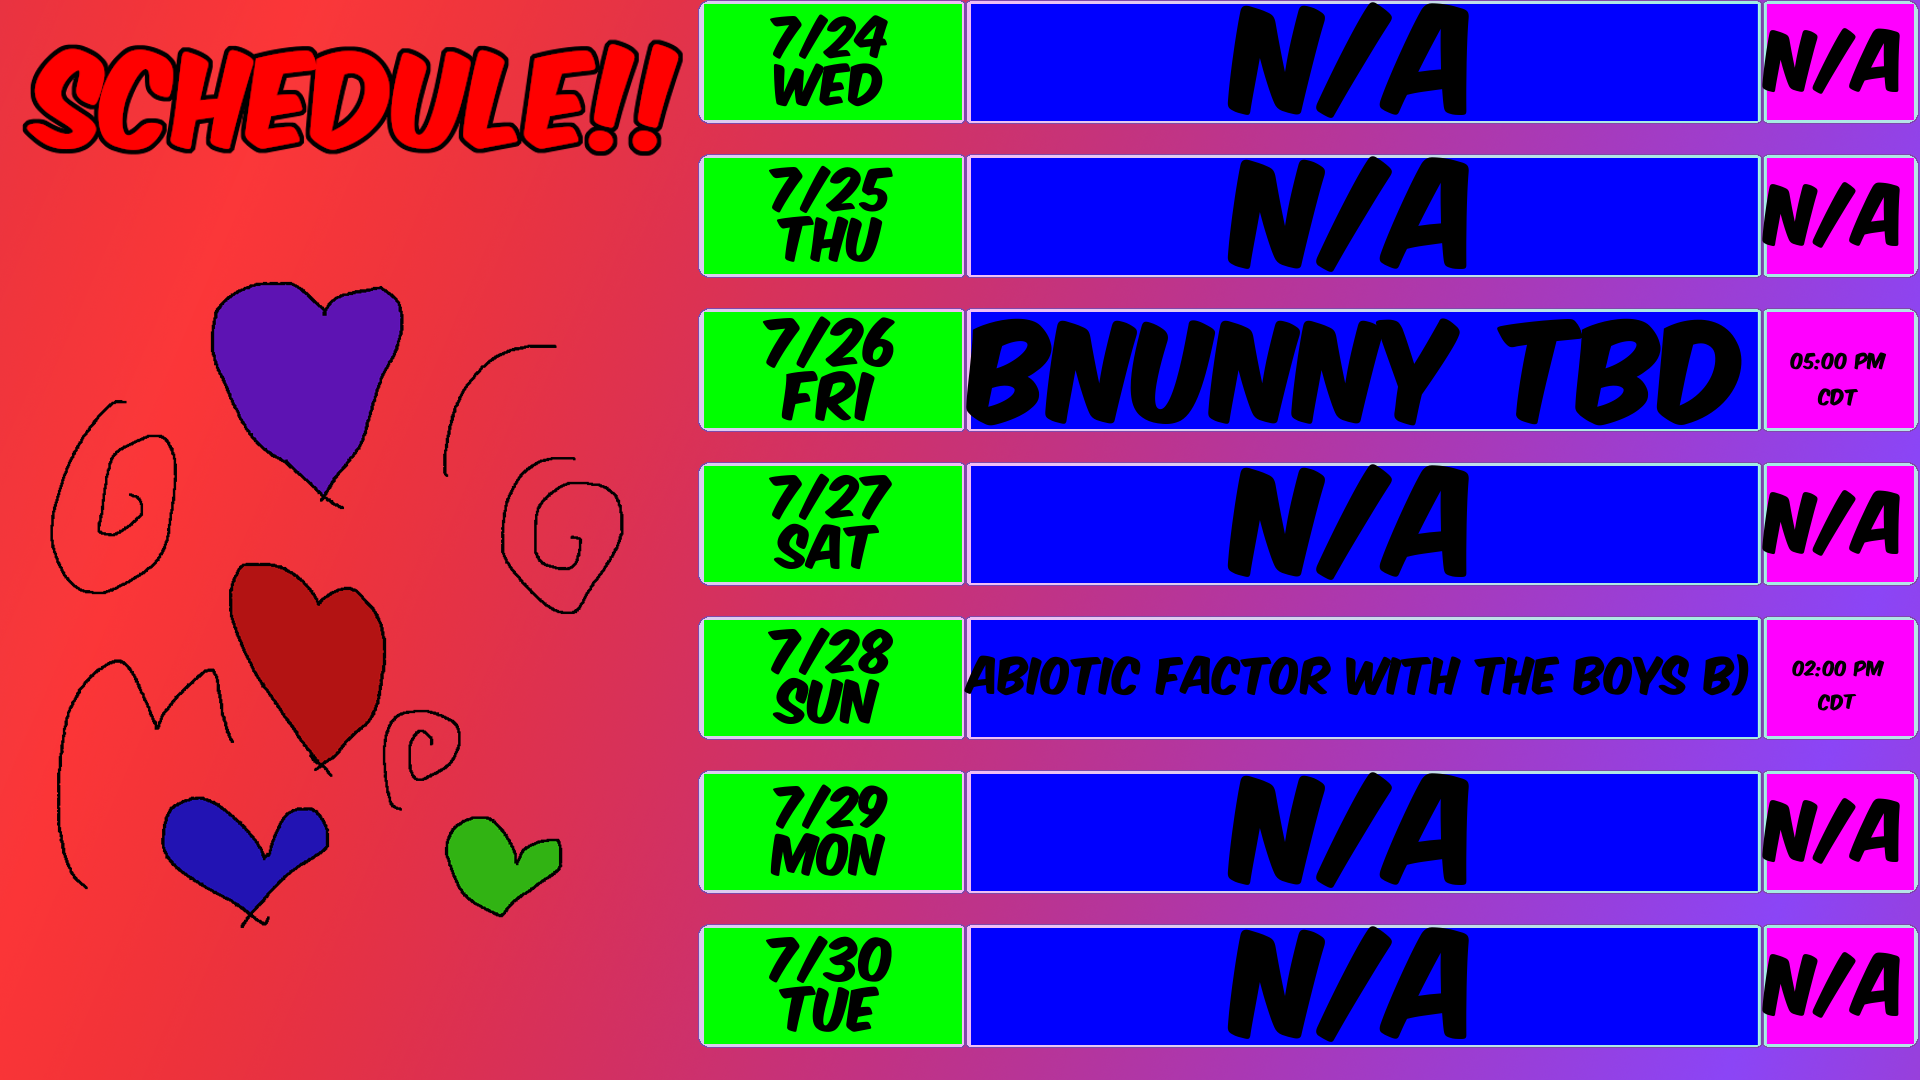 SCHEDULE!!
7/24
WED
N/A
N/A
7/25
THU
N/A
N/A
7/26
FRI
BNUNNY TBD
05:00 PM
CDT
7/27
SAT
N/A
N/A
7/28
SUN
ABIOTIC FACTOR WITH THE BOYS B)
02:00 PM
CDT
7/29
MON
N/A
N/A
7/30
TUE
N/A
N/A